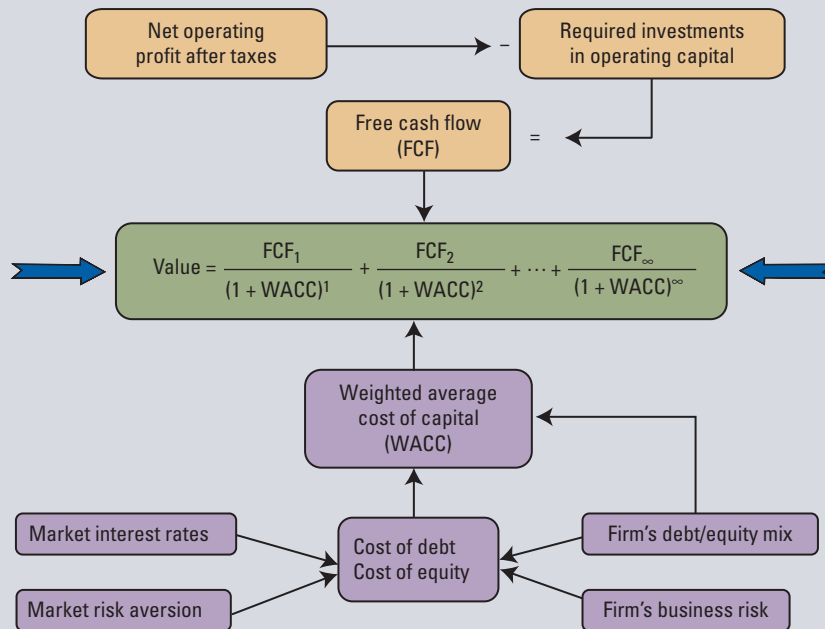 Net operating
profit after taxes
–
Required investments
in operating capital
Free cash flow
(FCF)
=
Value = FCF₁ / (1 + WACC)¹ + FCF₂ / (1 + WACC)² + ⋯ + FCF∞ / (1 + WACC)^∞
Weighted average
cost of capital
(WACC)
Market interest rates
Cost of debt
Cost of equity
Firm's debt/equity mix
Market risk aversion
Firm's business risk